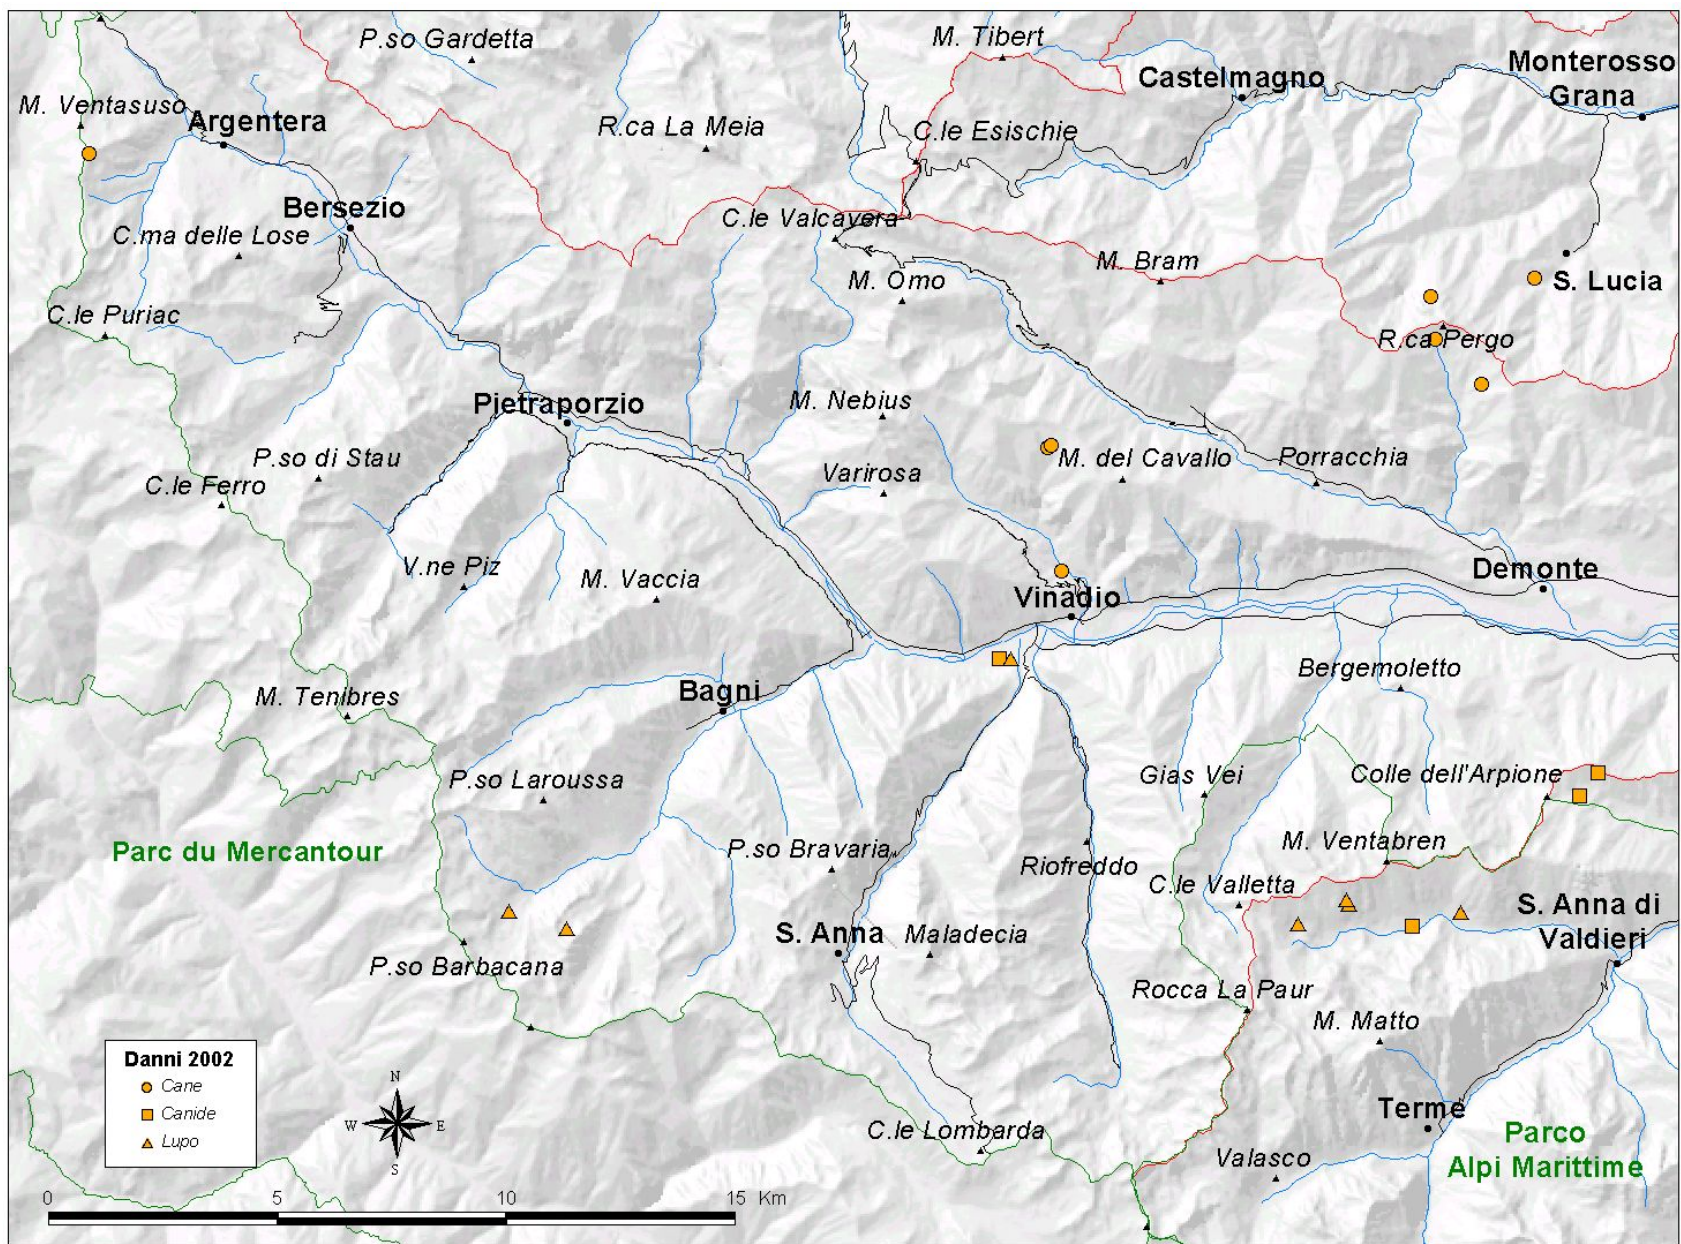 P.so Gardetta
M. Tibert
Castelmagno
Monterosso
Grana
M. Ventasuso
Argentera
R.ca La Meia
C.le Esischie
Bersezio
C.ma delle Lose
C.le Valcavera
M. Omo
M. Bram
S. Lucia
C.le Puriac
R.ca Pergo
Pietraporzio
M. Nebius
P.so di Stau
C.le Ferro
Varirosa
M. del Cavallo
Porracchia
V.ne Piz
M. Vaccia
Vinadio
Demonte
Bergemoletto
M. Tenibres
Bagni
P.so Laroussa
Gias Vei
Colle dell'Arpione
Parc du Mercantour
P.so Bravaria
Riofreddo
M. Ventabren
C.le Valletta
S. Anna
Maladecia
S. Anna di
Valdieri
P.so Barbacana
Rocca La Paur
M. Matto
Danni 2002
Cane
Canide
Lupo
N
W
E
S
C.le Lombarda
Terme
Valasco
Parco
Alpi Marittime
0 5 10 15 Km